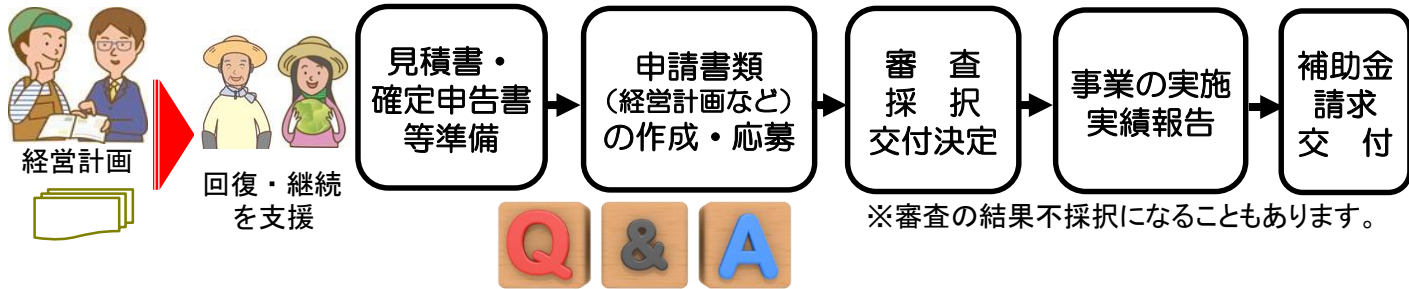 経営計画
回復・継続
を支援
見積書・
確定申告書
等準備
申請書類
（経営計画など）
の作成・応募
審　査
採　択
交付決定
事業の実施
実績報告
補助金
請求
交　付
※審査の結果不採択になることもあります。
Q & A